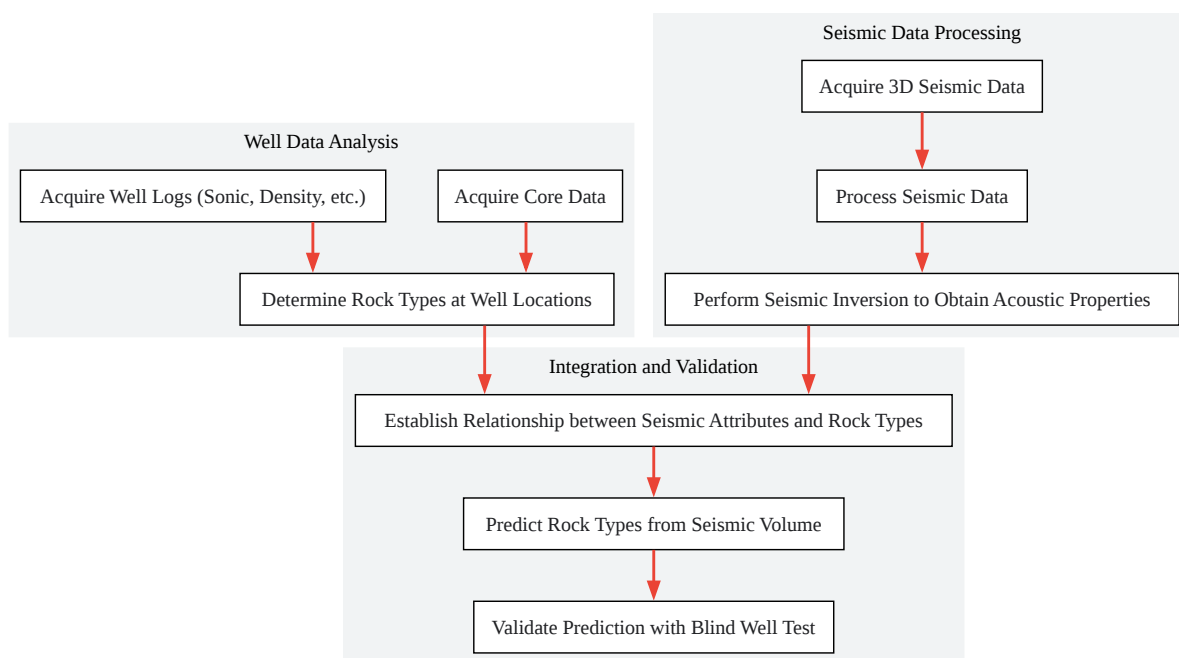 Seismic Data Processing
Acquire 3D Seismic Data
Well Data Analysis
Acquire Well Logs (Sonic, Density, etc.)
Acquire Core Data
Process Seismic Data
Determine Rock Types at Well Locations
Perform Seismic Inversion to Obtain Acoustic Properties
Integration and Validation
Establish Relationship between Seismic Attributes and Rock Types
Predict Rock Types from Seismic Volume
Validate Prediction with Blind Well Test